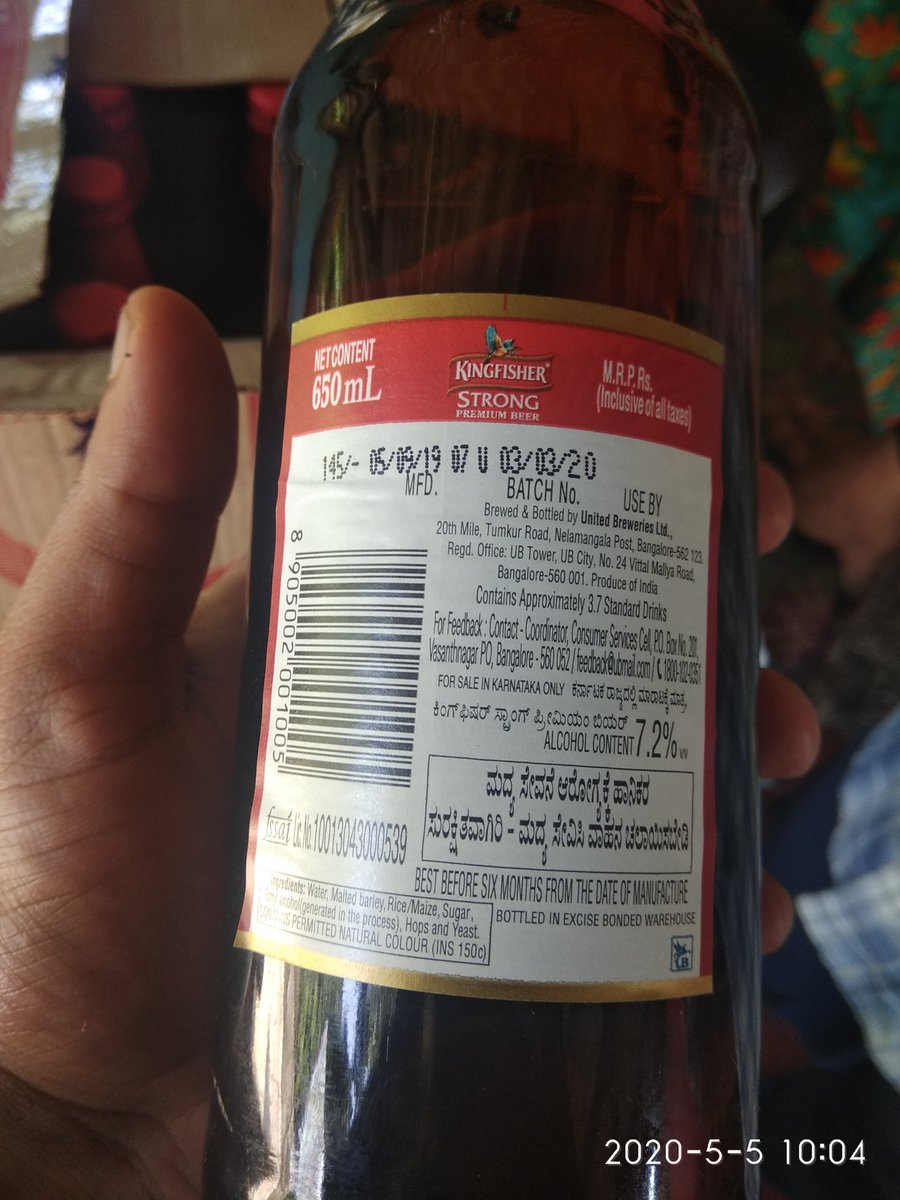 NET CONTENT
650 mL
KINGFISHER
STRONG
PREMIUM BEER
M.R.P. Rs.
(Inclusive of all taxes)
145/- 05/09/19 07 U 03/03/20
MFD. BATCH No. USE BY
Brewed & Bottled by United Breweries Ltd.,
20th Mile, Tumkur Road, Nelamangala Post, Bangalore-562 123.
Regd. Office: UB Tower, UB City, No. 24 Vittal Mallya Road,
Bangalore-560 001. Produce of India
Contains Approximately 3.7 Standard Drinks
For Feedback : Contact - Coordinator, Consumer Services Cell, P.O. Box No. 201,
Vasanthnagar PO, Bangalore - 560 052 / feedback@ubmail.com / 1800-102-0351
FOR SALE IN KARNATAKA ONLY ಕರ್ನಾಟಕ ರಾಜ್ಯದಲ್ಲಿ ಮಾರಾಟಕ್ಕೆ ಮಾತ್ರ
ಕಿಂಗ್‌ಫಿಷರ್ ಸ್ಟ್ರಾಂಗ್ ಪ್ರೀಮಿಯಂ ಬಿಯರ್
ALCOHOL CONTENT 7.2% v/v
ಮದ್ಯ ಸೇವನೆ ಆರೋಗ್ಯಕ್ಕೆ ಹಾನಿಕರ
ಸುರಕ್ಷಿತವಾಗಿರಿ - ಮದ್ಯ ಸೇವಿಸಿ ವಾಹನ ಚಲಾಯಿಸಬೇಡಿ
8 905002 001005
fssai Lic. No. 10013043000539
BEST BEFORE SIX MONTHS FROM THE DATE OF MANUFACTURE
BOTTLED IN EXCISE BONDED WAREHOUSE
Ingredients: Water, Malted barley, Rice/Maize, Sugar,
Ethyl alcohol (generated in the process), Hops and Yeast.
CONTAINS PERMITTED NATURAL COLOUR (INS 150c)
UB
2020-5-5 10:04